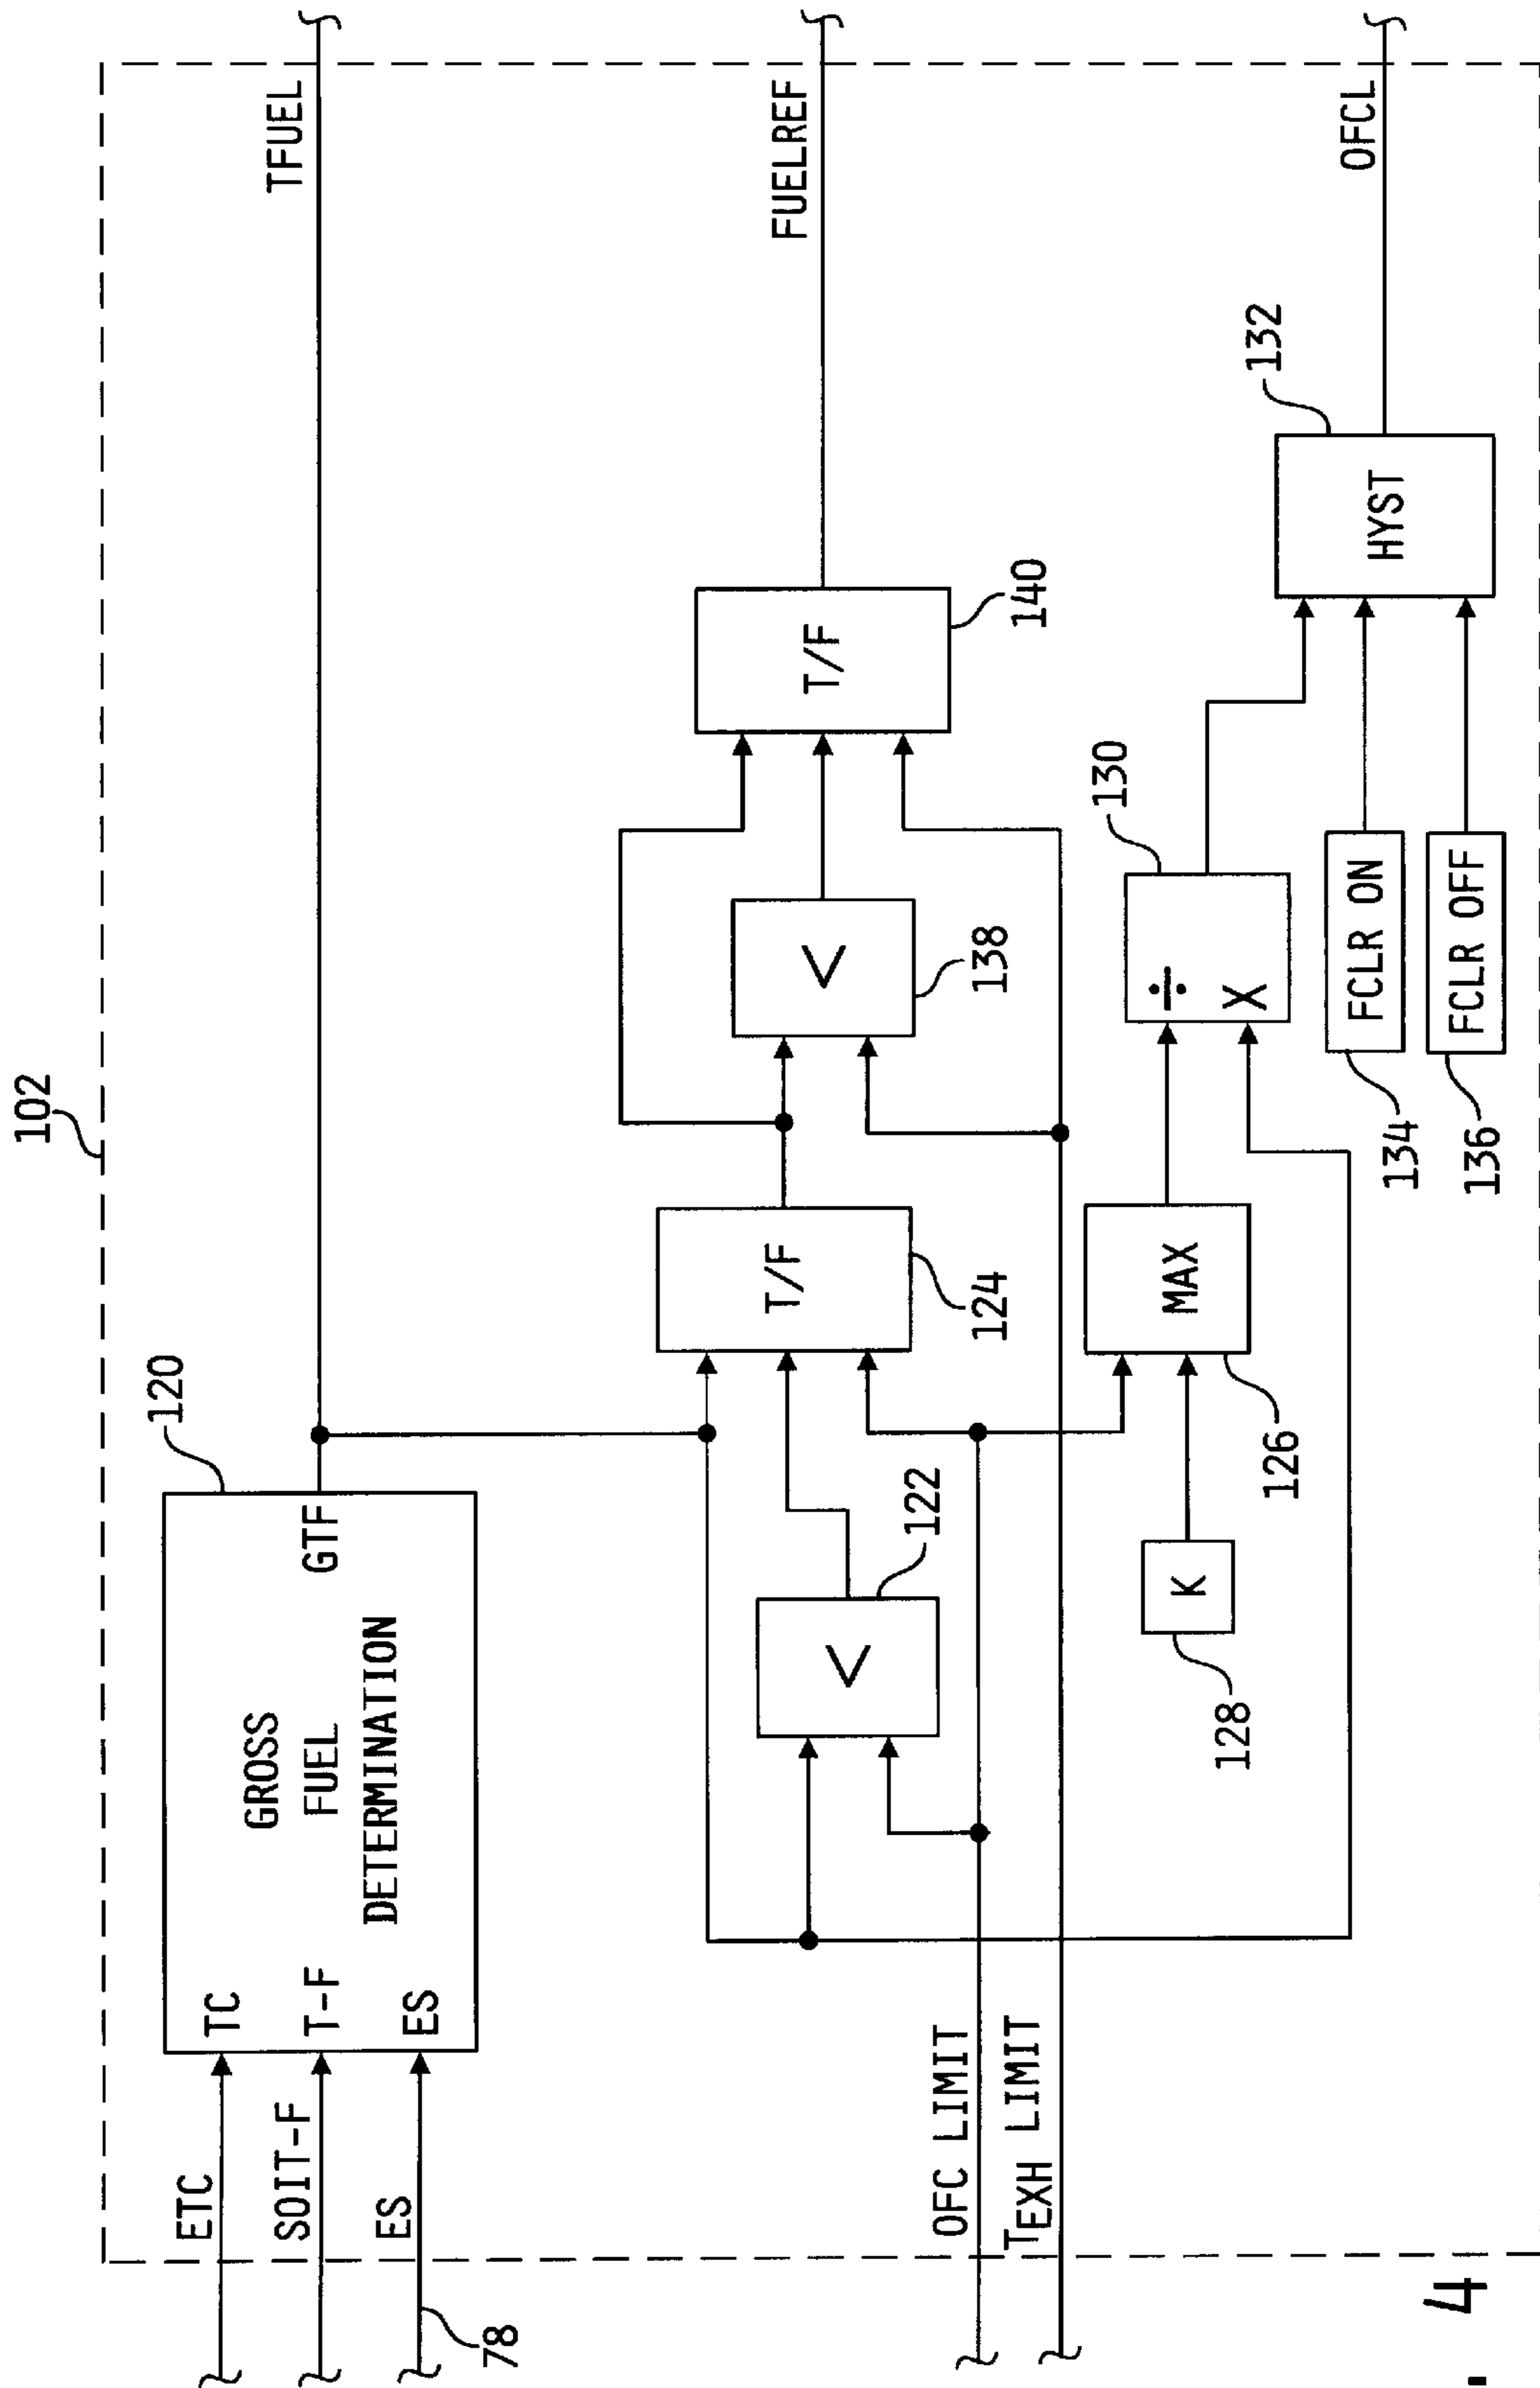 102
ETC
TC
120
SOIT-F
T-F
GROSS
FUEL
DETERMINATION
GTF
TFUEL
ES
ES
78
<
122
T/F
124
<
138
T/F
140
FUELREF
OFC LIMIT
TEXH LIMIT
K
128
MAX
126
÷
X
130
FCLR ON
134
FCLR OFF
136
HYST
132
OFCL
. 4